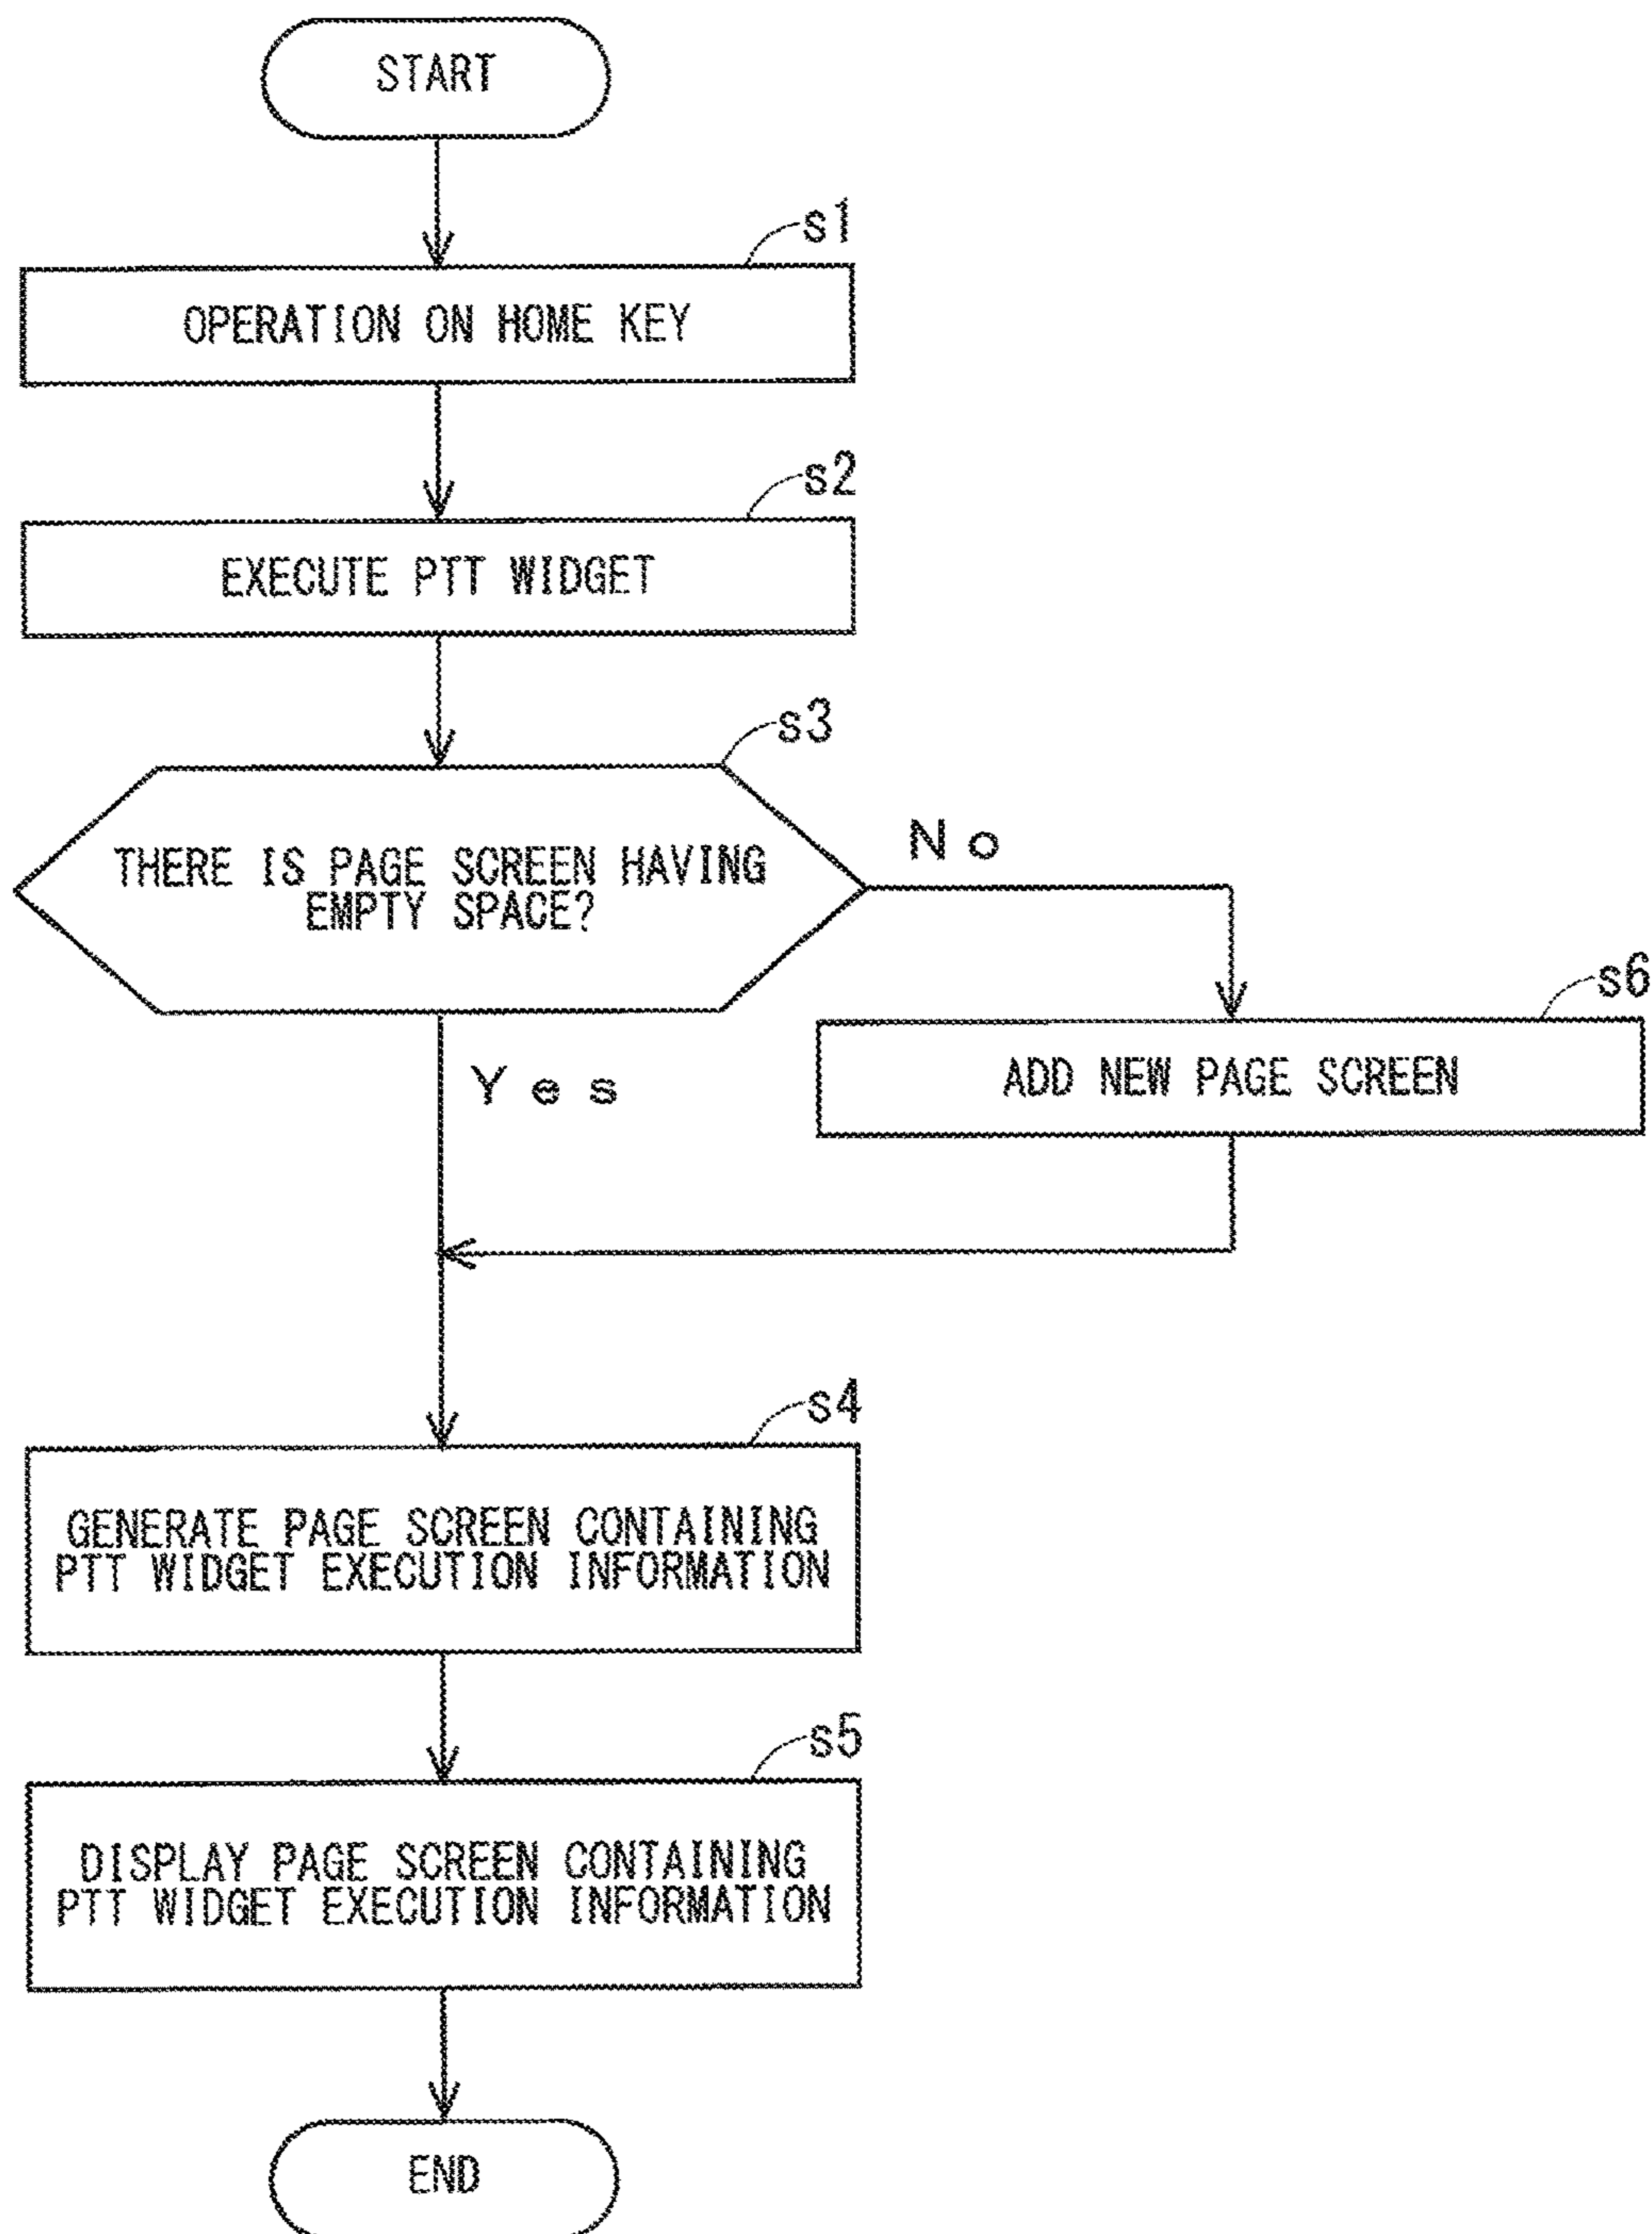 START
s1
OPERATION ON HOME KEY
s2
EXECUTE PTT WIDGET
s3
THERE IS PAGE SCREEN HAVING
EMPTY SPACE?
No
s6
ADD NEW PAGE SCREEN
Yes
s4
GENERATE PAGE SCREEN CONTAINING
PTT WIDGET EXECUTION INFORMATION
s5
DISPLAY PAGE SCREEN CONTAINING
PTT WIDGET EXECUTION INFORMATION
END